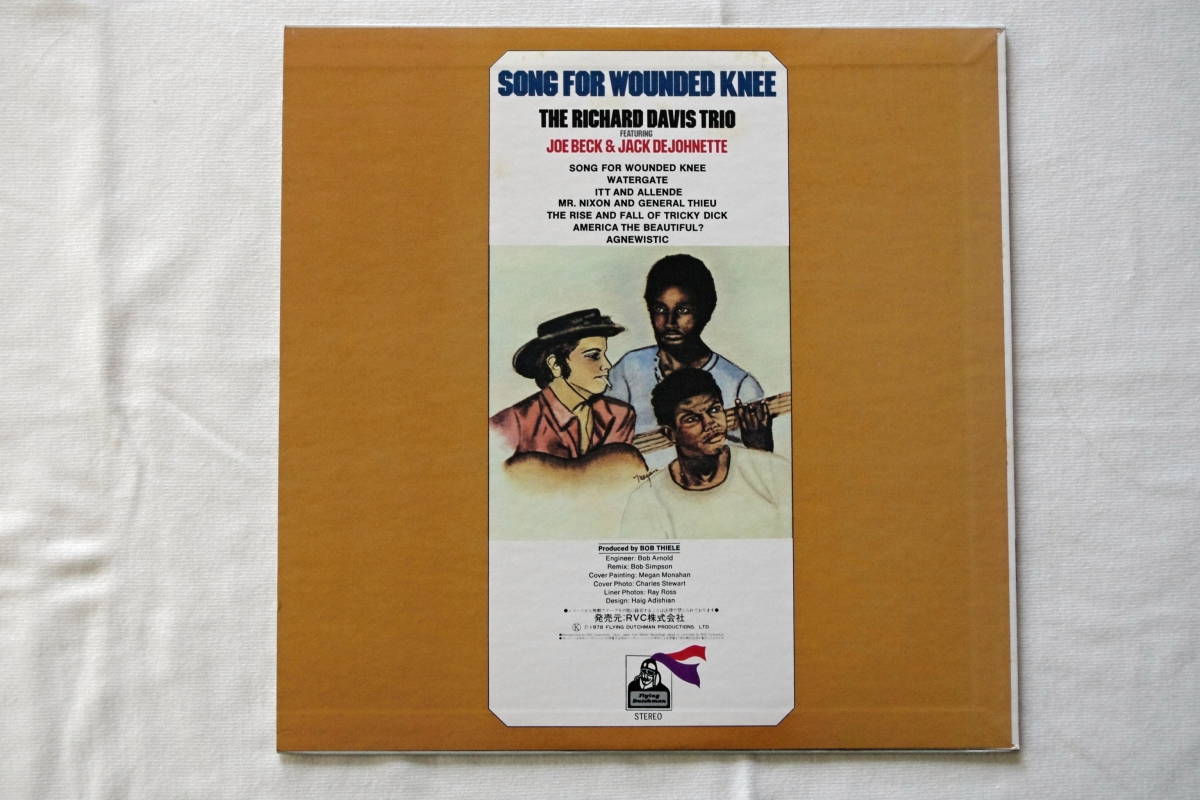 SONG FOR WOUNDED KNEE
THE RICHARD DAVIS TRIO
FEATURING
JOE BECK & JACK DEJOHNETTE
SONG FOR WOUNDED KNEE
WATERGATE
ITT AND ALLENDE
MR. NIXON AND GENERAL THIEU
THE RISE AND FALL OF TRICKY DICK
AMERICA THE BEAUTIFUL?
AGNEWISTIC
Megan
Produced by BOB THIELE
Engineer: Bob Arnold
Remix: Bob Simpson
Cover Painting: Megan Monahan
Cover Photo: Charles Stewart
Liner Photos: Ray Ross
Design: Haig Adishian
発売元:RVC株式会社
Ⓚ Ⓟ1978 FLYING DUTCHMAN PRODUCTIONS, LTD.
Flying
Dutchman
STEREO